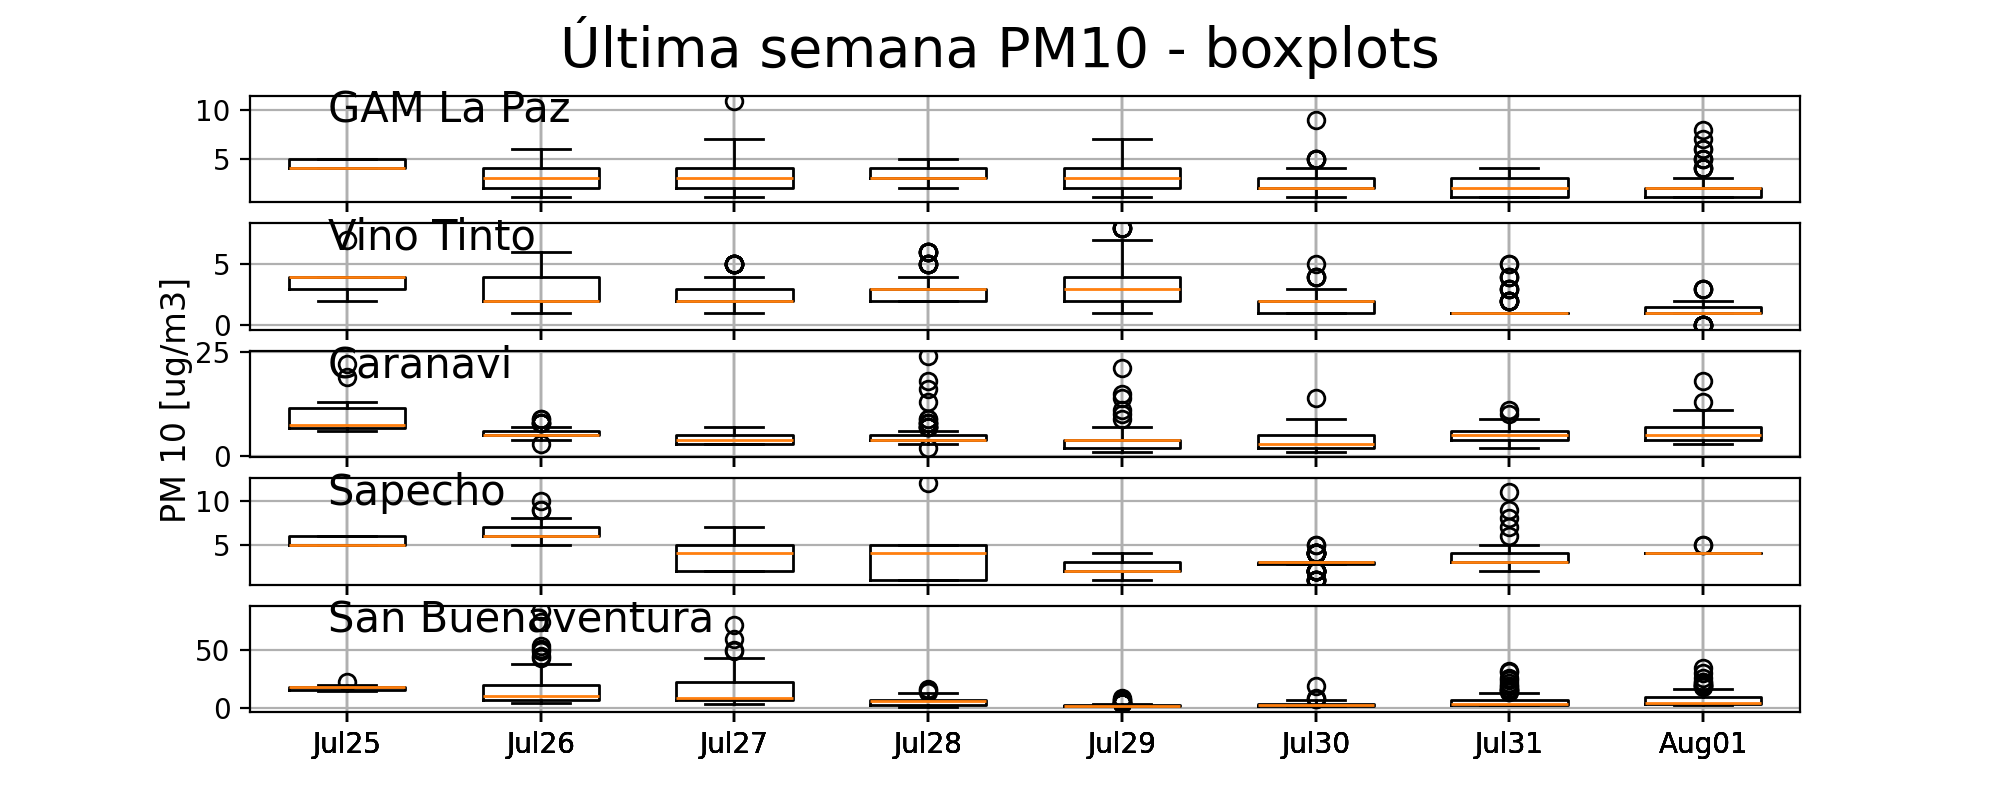 Última semana PM10 - boxplots
GAM La Paz
10
5
Vino Tinto
5
0
PM 10 [ug/m3]
Caranavi
25
0
Sapecho
10
5
San Buenaventura
50
0
Jul25 Jul26 Jul27 Jul28 Jul29 Jul30 Jul31 Aug01